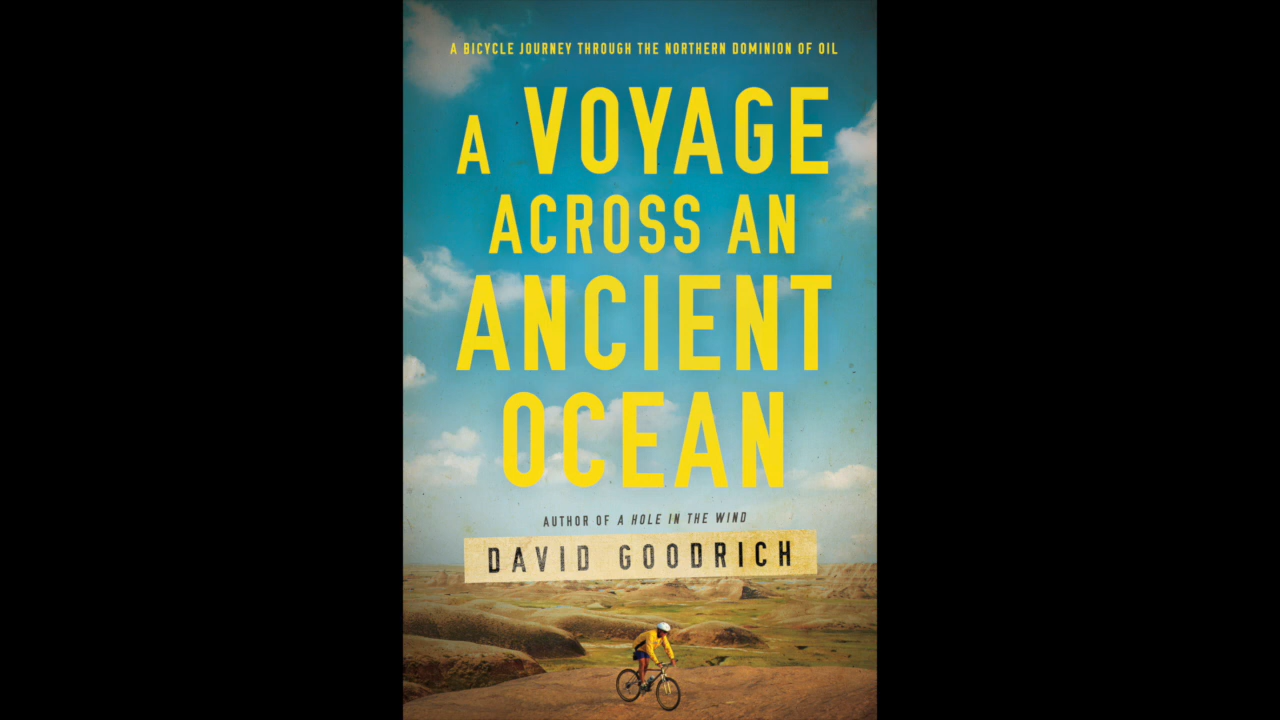 A BICYCLE JOURNEY THROUGH THE NORTHERN DOMINION OF OIL
A VOYAGE
ACROSS AN
ANCIENT
OCEAN
AUTHOR OF A HOLE IN THE WIND
DAVID GOODRICH